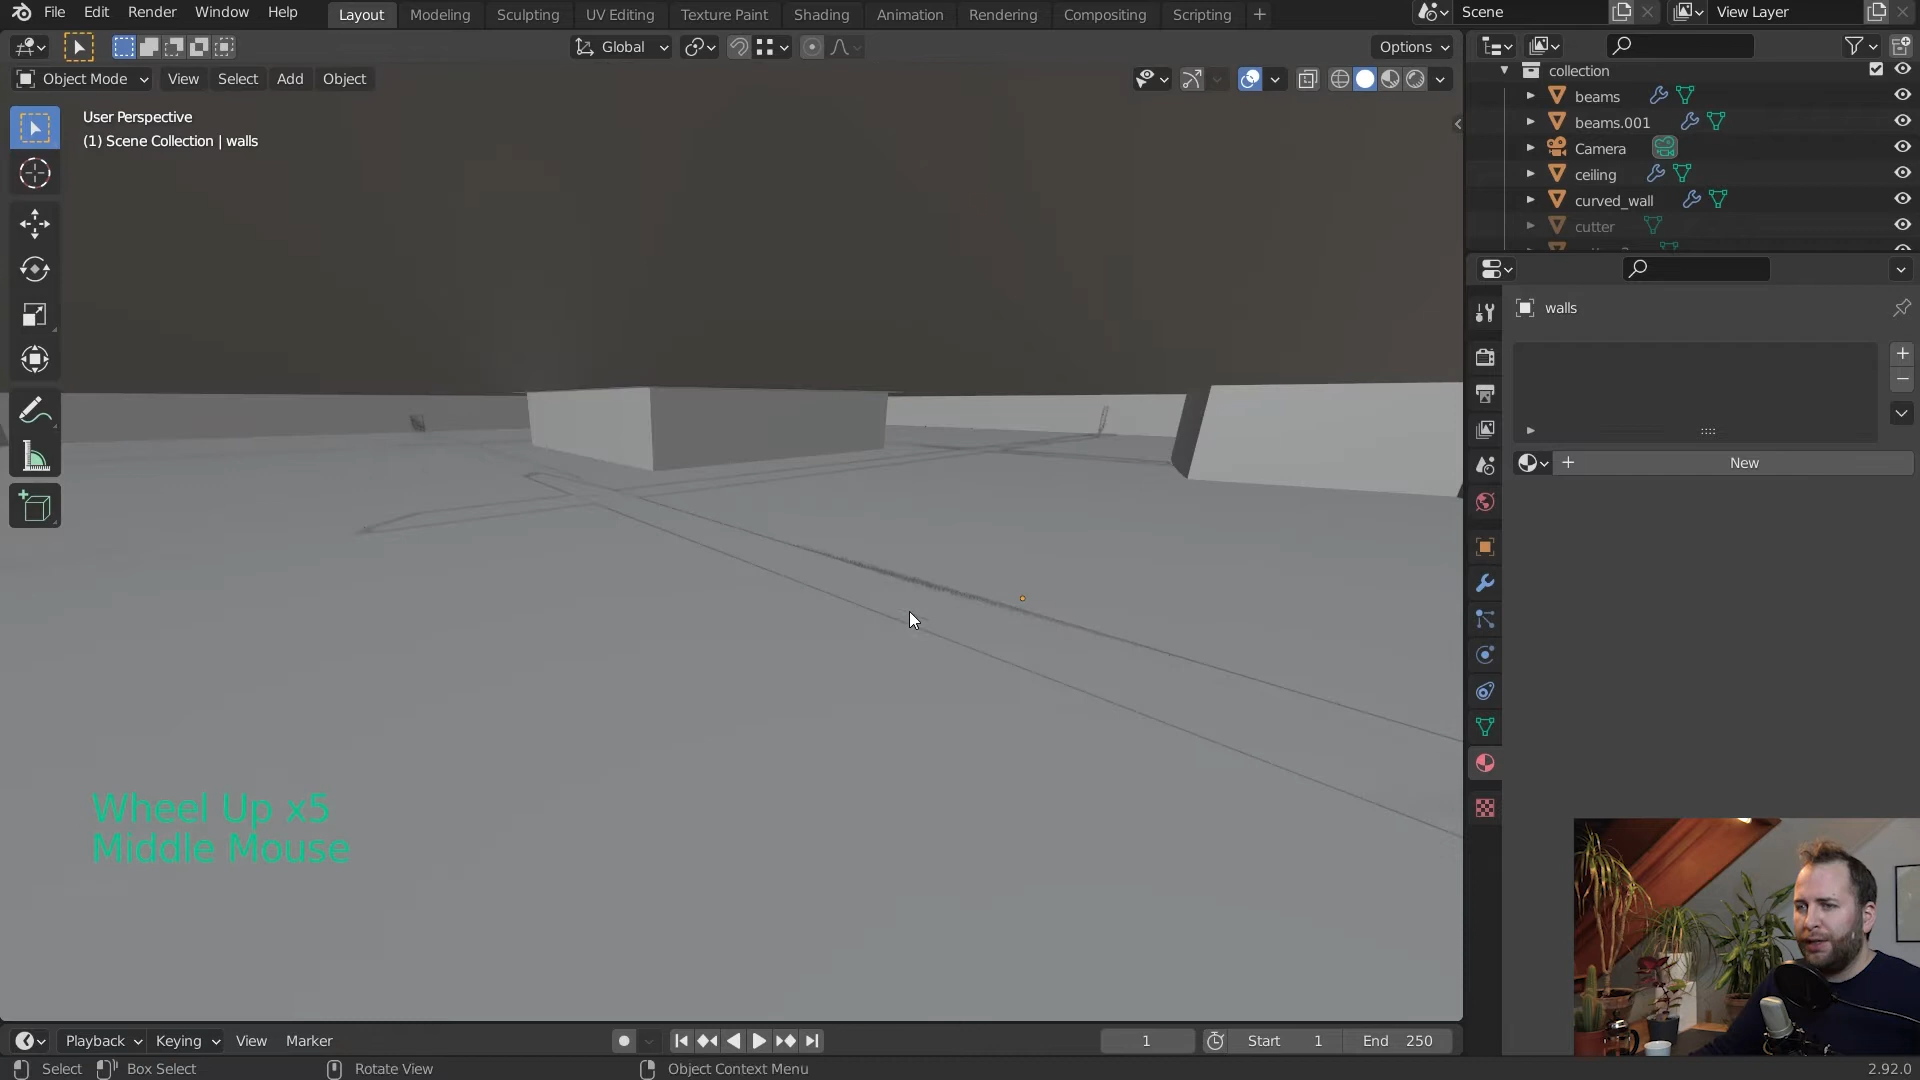 File Edit Render Window Help Layout Modeling Sculpting UV Editing Texture Paint Shading Animation Rendering Compositing Scripting Scene View Layer
Global Options
Object Mode View Select Add Object
User Perspective
(1) Scene Collection | walls
collection
beams
beams.001
Camera
ceiling
curved_wall
cutter
walls
New
Wheel Up x5
Middle Mouse
Playback Keying View Marker 1 Start 1 End 250
Select Box Select Rotate View Object Context Menu 2.92.0